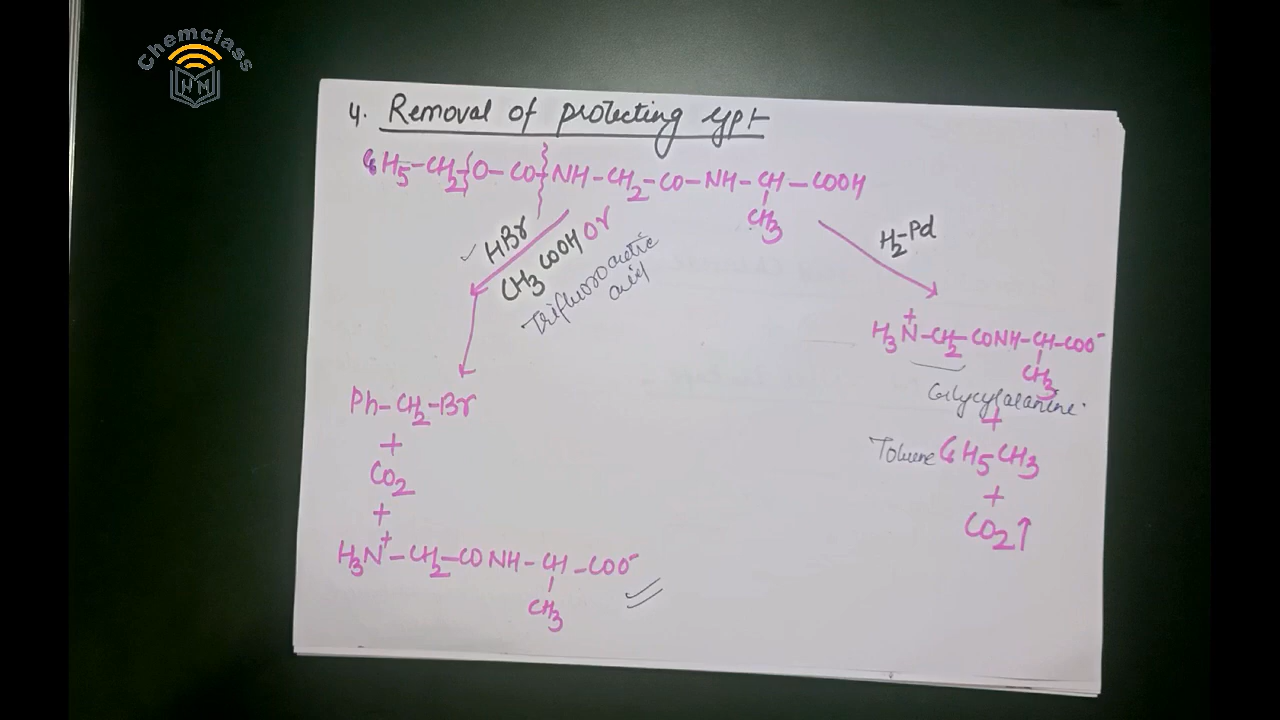 Chemclass
HM
4. Removal of protecting gpt
C6H5-CH2-O-CO-NH-CH2-CO-NH-CH-COOH
CH3
HBr
CH3COOH or
Trifluoroacetic
acid
H2-Pd
H3N+-CH2-CONH-CH-COO-
CH3
Glycylalanine
+
Toluene C6H5CH3
+
CO2↑
Ph-CH2-Br
+
CO2
+
H3N+-CH2-CONH-CH-COO-
CH3